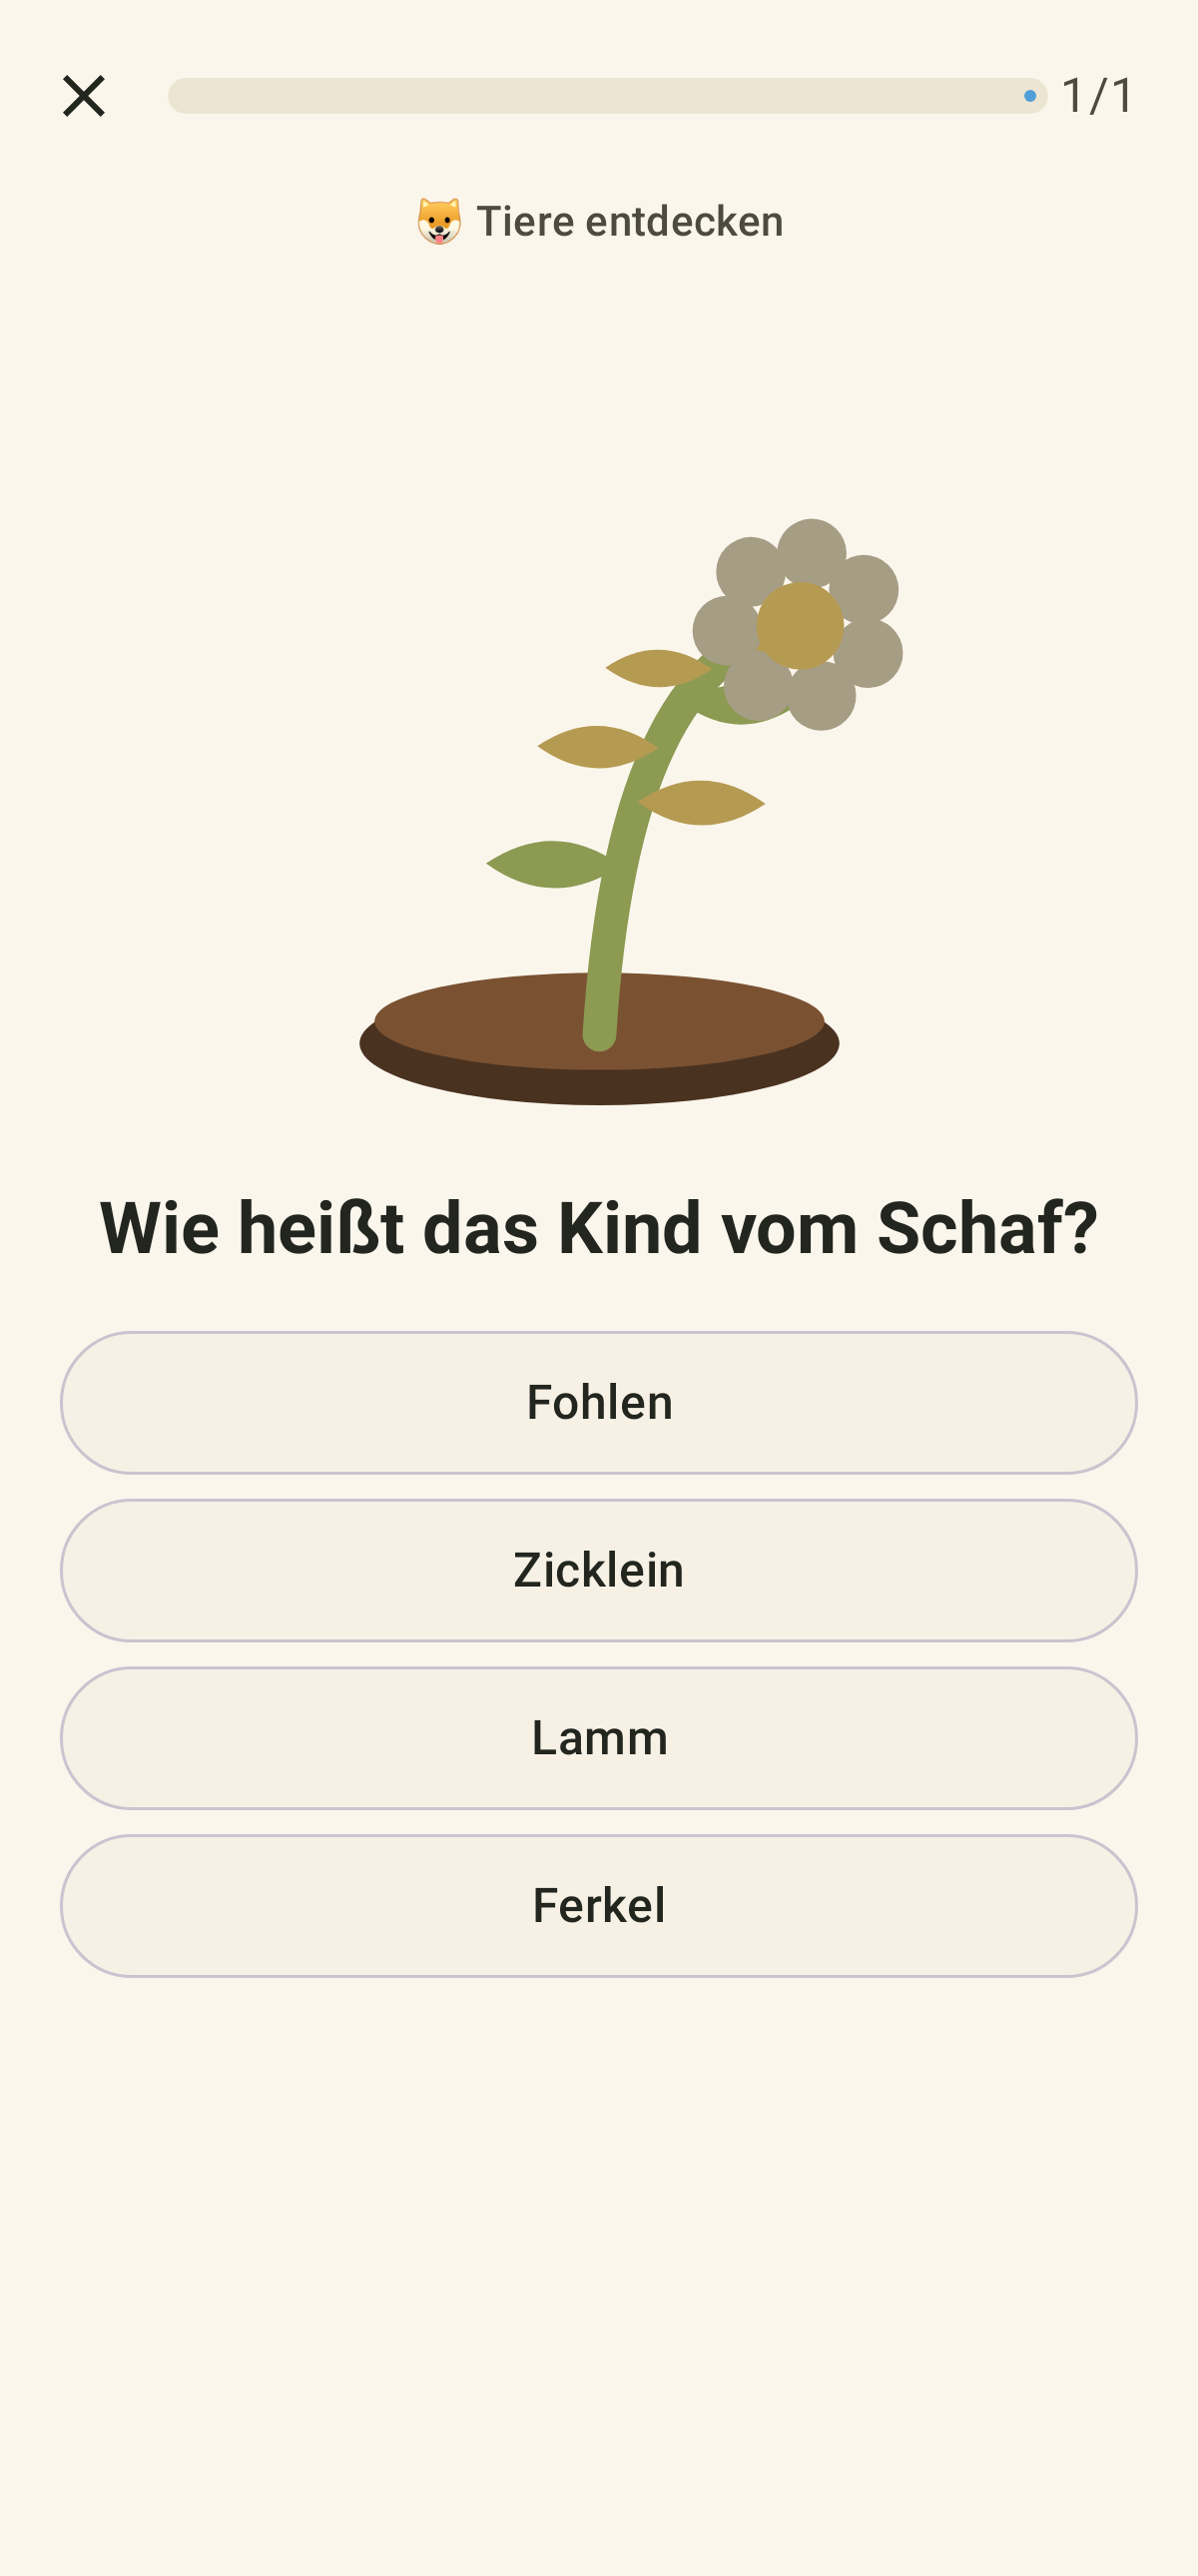 1/1
Tiere entdecken
Wie heißt das Kind vom Schaf?
Fohlen
Zicklein
Lamm
Ferkel